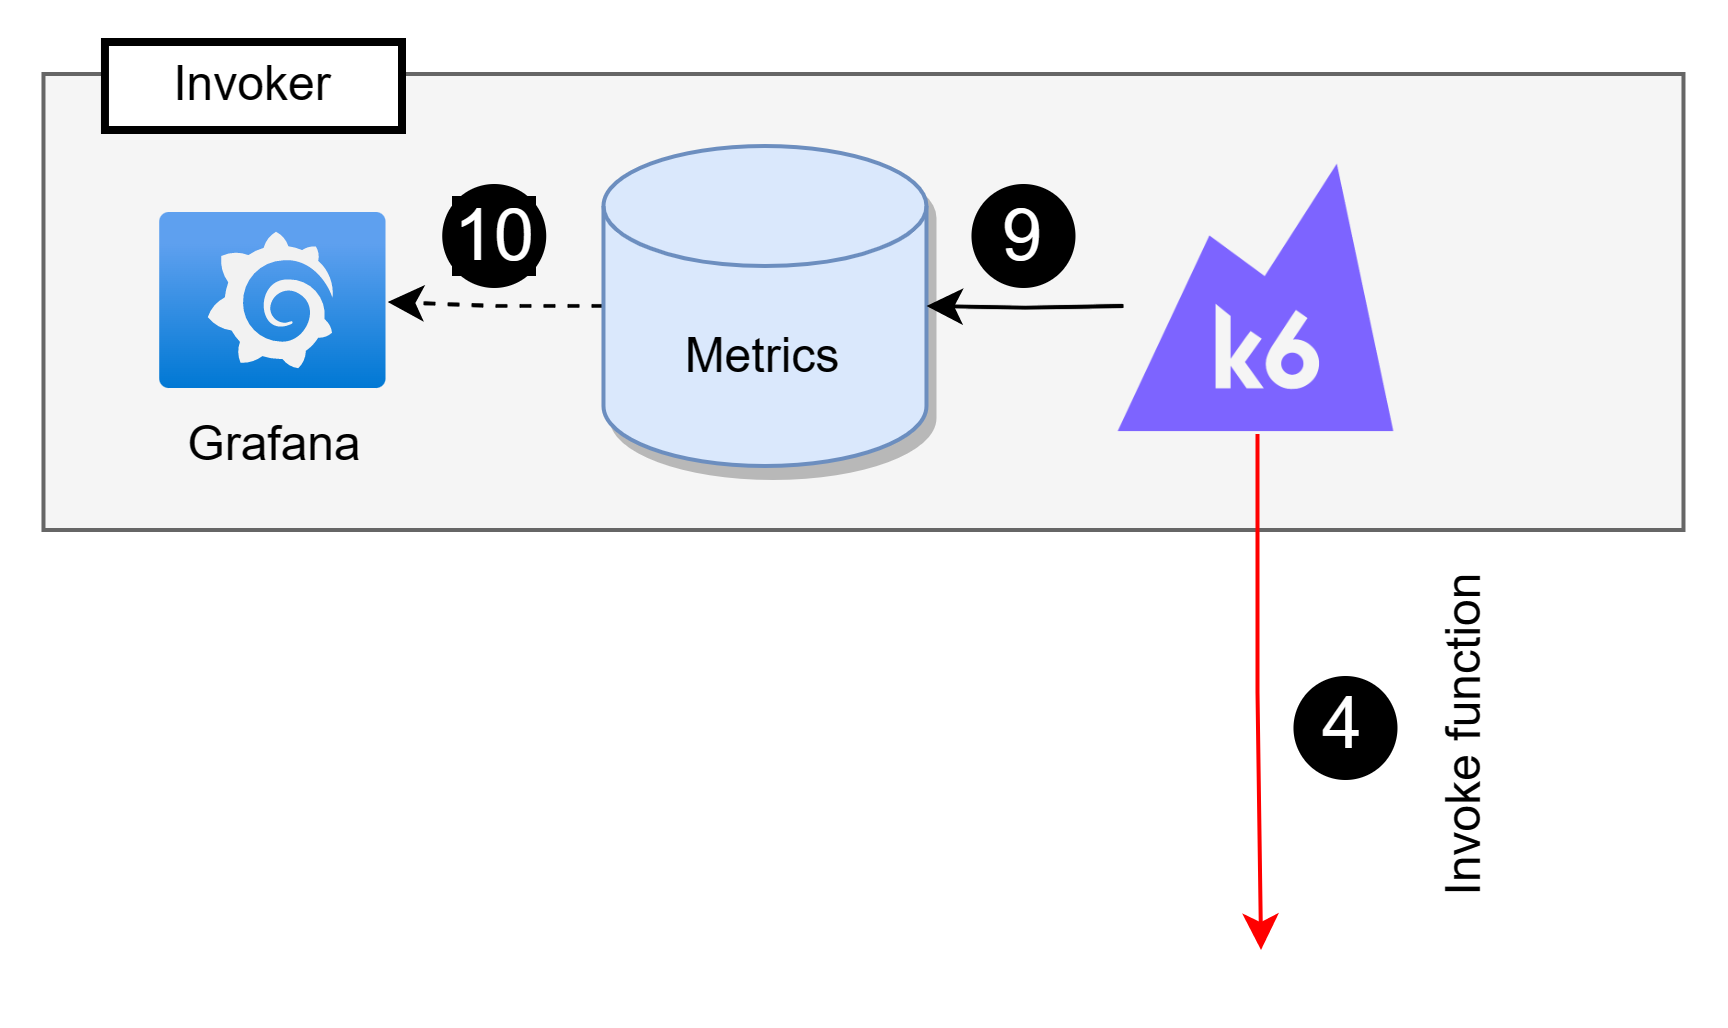 Invoker
10
9
Metrics
k6
Grafana
4
Invoke function